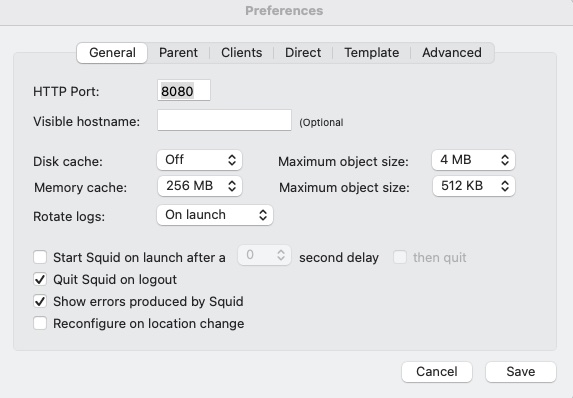 Preferences
General Parent Clients Direct Template Advanced
HTTP Port: 8080
Visible hostname: (Optional
Disk cache: Off Maximum object size: 4 MB
Memory cache: 256 MB Maximum object size: 512 KB
Rotate logs: On launch
Start Squid on launch after a 0 second delay then quit
Quit Squid on logout
Show errors produced by Squid
Reconfigure on location change
Cancel Save